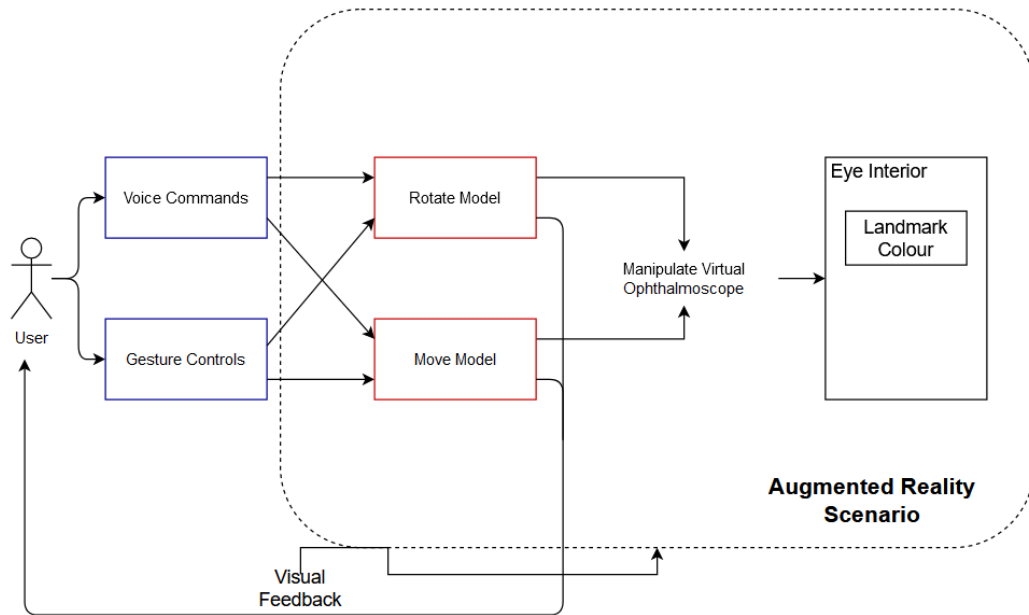 Eye Interior
Landmark
Colour
Voice Commands
Rotate Model
Manipulate Virtual
Ophthalmoscope
User
Gesture Controls
Move Model
Augmented Reality
Scenario
Visual
Feedback